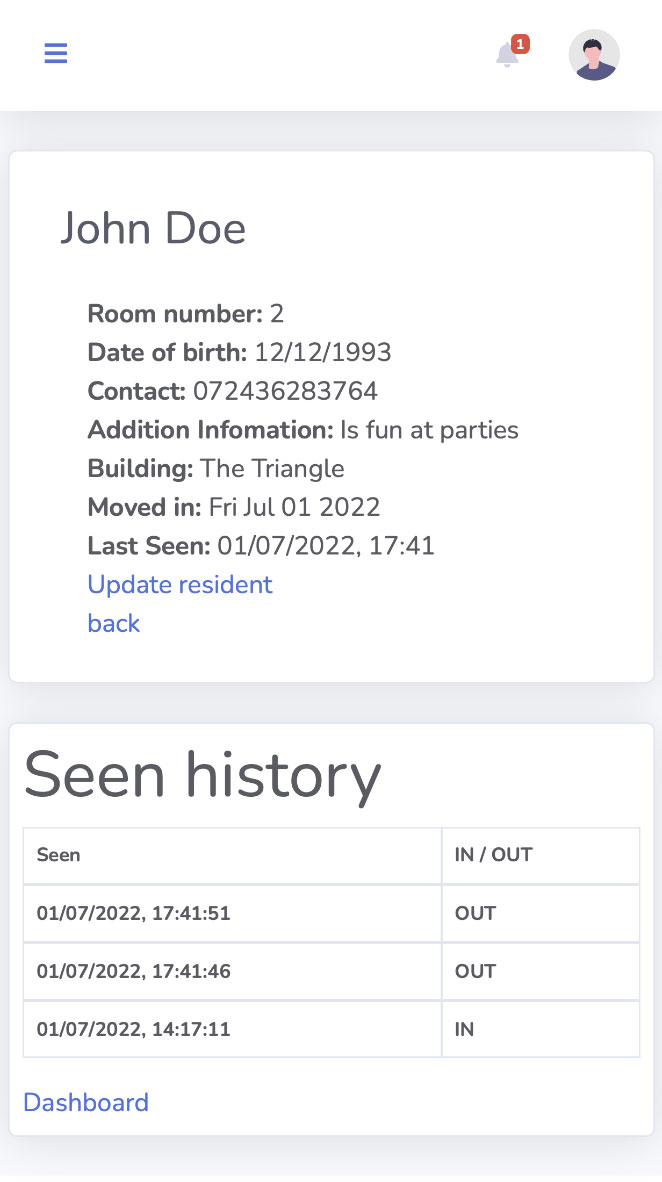 1
John Doe
Room number: 2
Date of birth: 12/12/1993
Contact: 072436283764
Addition Infomation: Is fun at parties
Building: The Triangle
Moved in: Fri Jul 01 2022
Last Seen: 01/07/2022, 17:41
Update resident
back
Seen history
Seen IN / OUT
01/07/2022, 17:41:51 OUT
01/07/2022, 17:41:46 OUT
01/07/2022, 14:17:11 IN
Dashboard